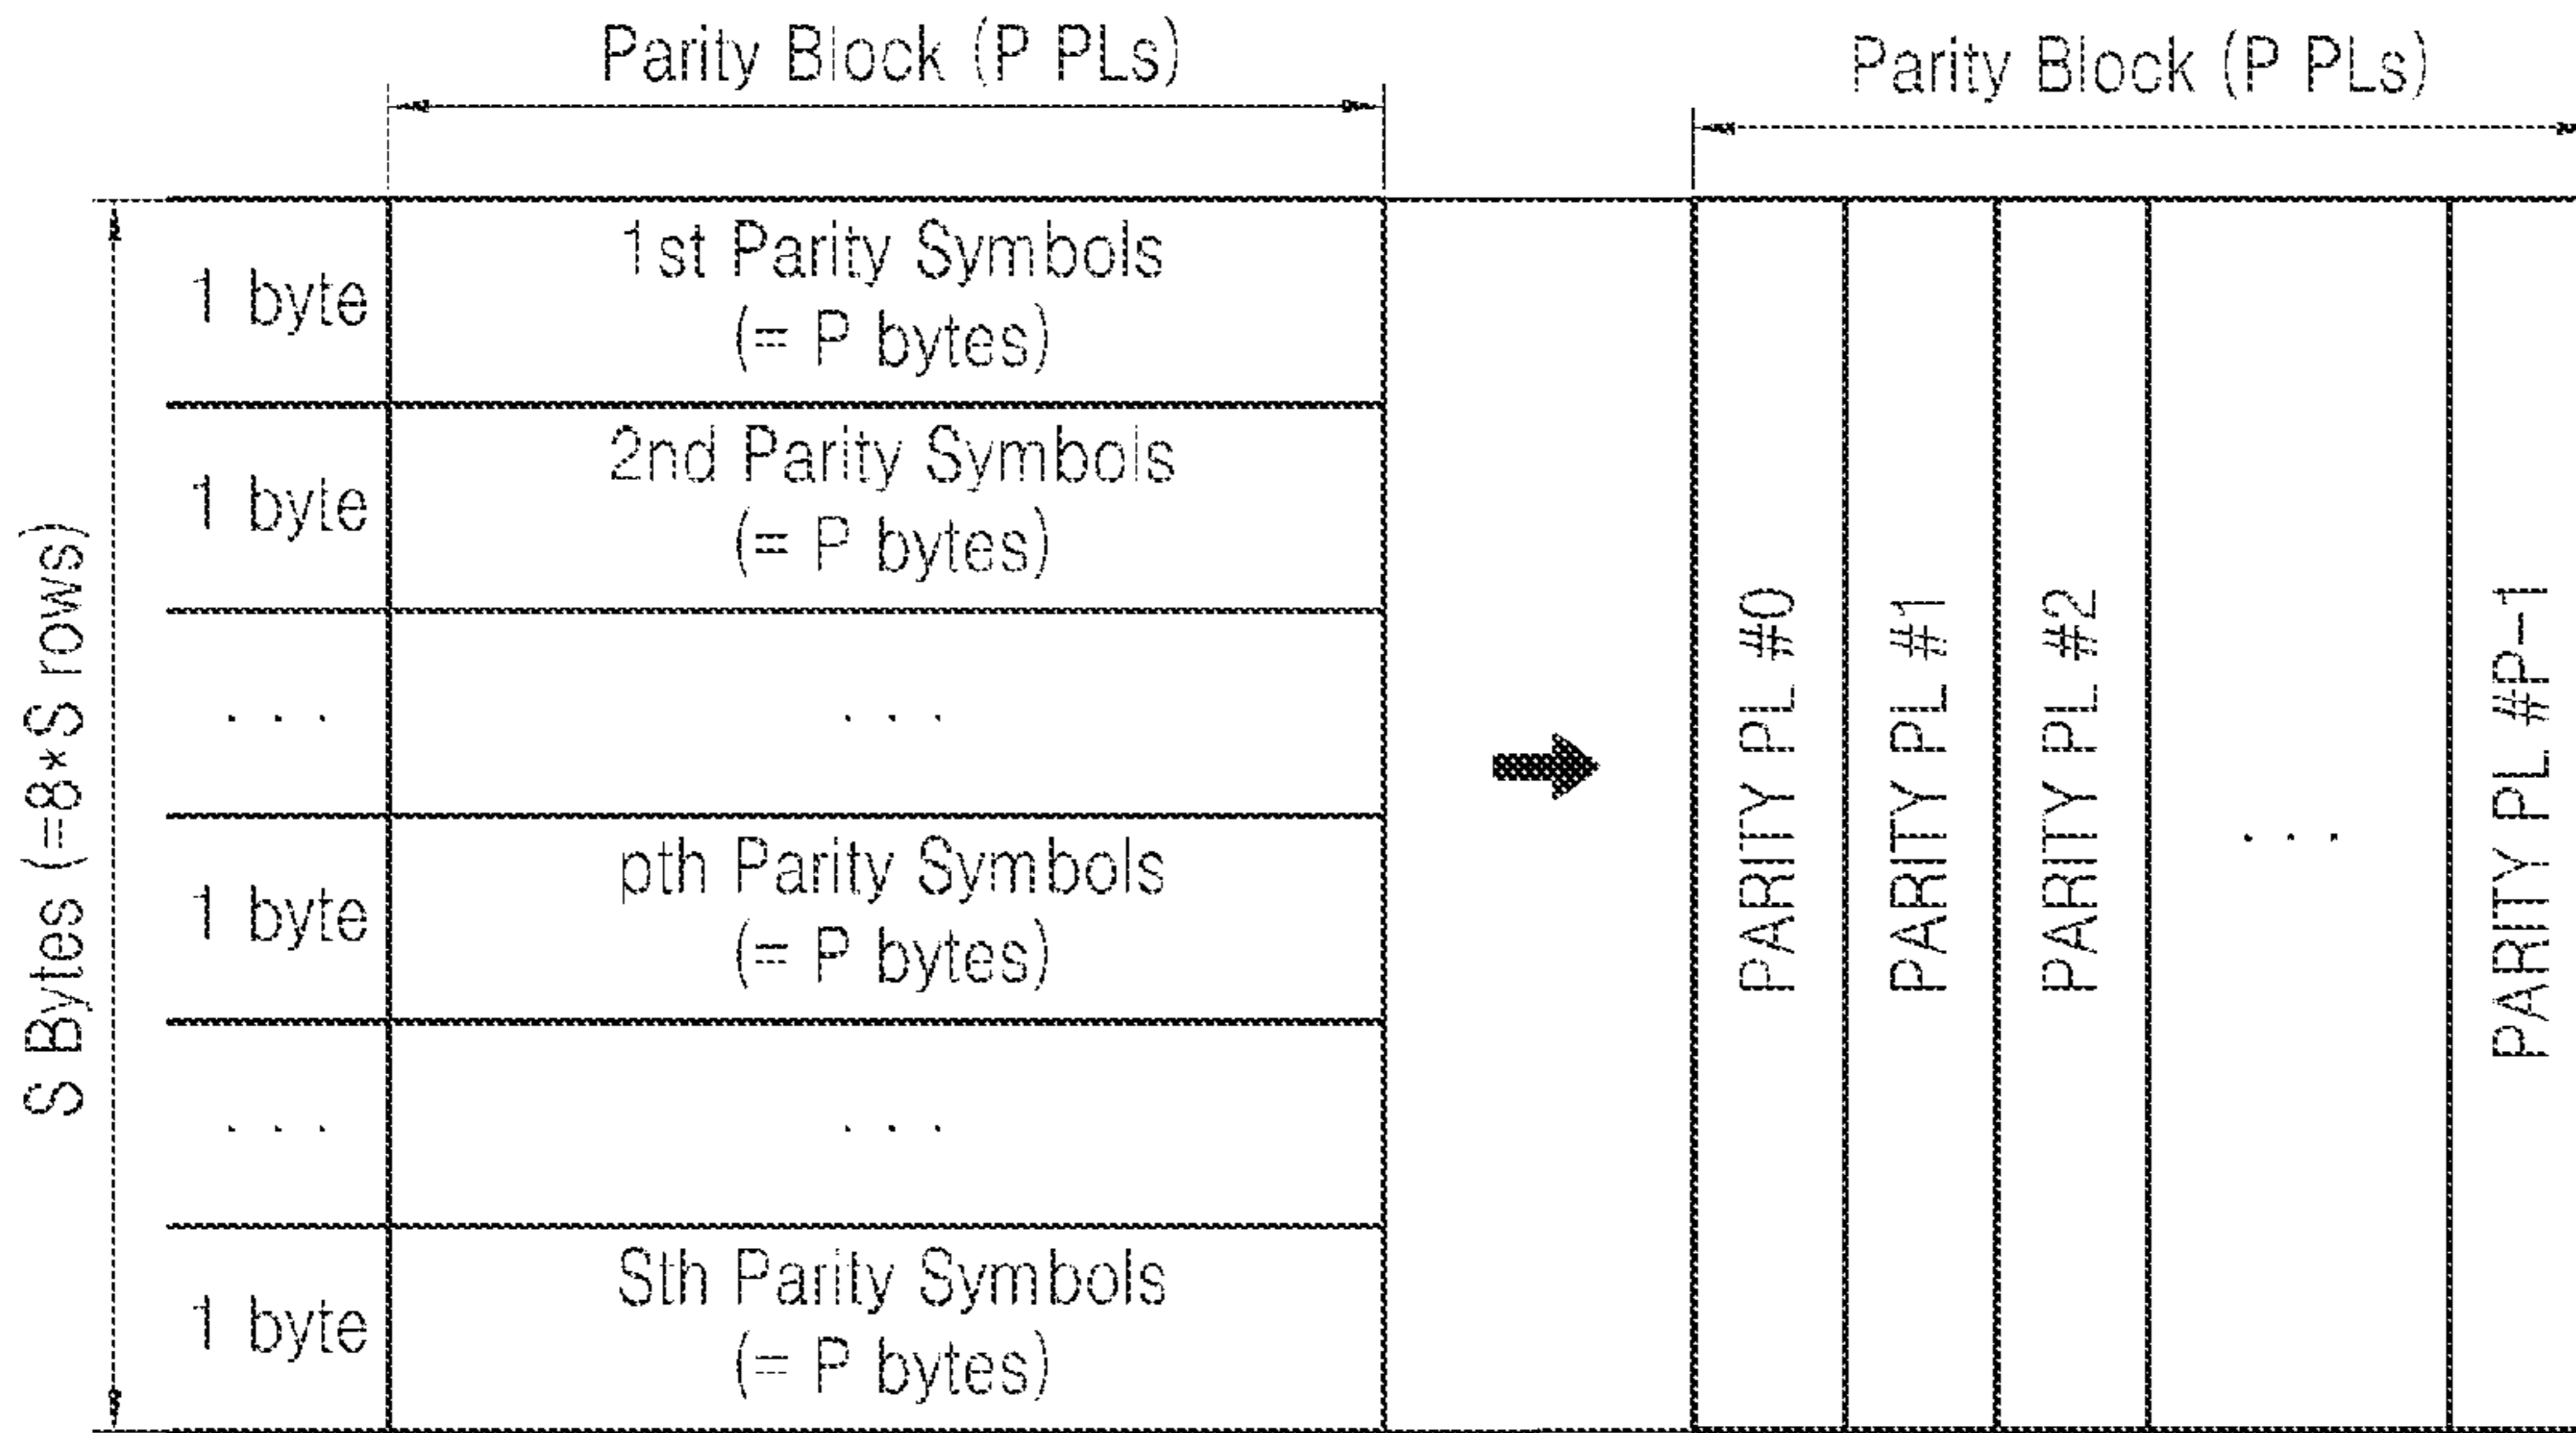 Parity Block (P PLs)
Parity Block (P PLs)
S Bytes (=8*S rows)
1 byte
1st Parity Symbols
(= P bytes)
1 byte
2nd Parity Symbols
(= P bytes)
. . .
. . .
1 byte
pth Parity Symbols
(= P bytes)
. . .
. . .
1 byte
Sth Parity Symbols
(= P bytes)
PARITY PL #0
PARITY PL #1
PARITY PL #2
. . .
PARITY PL #P-1